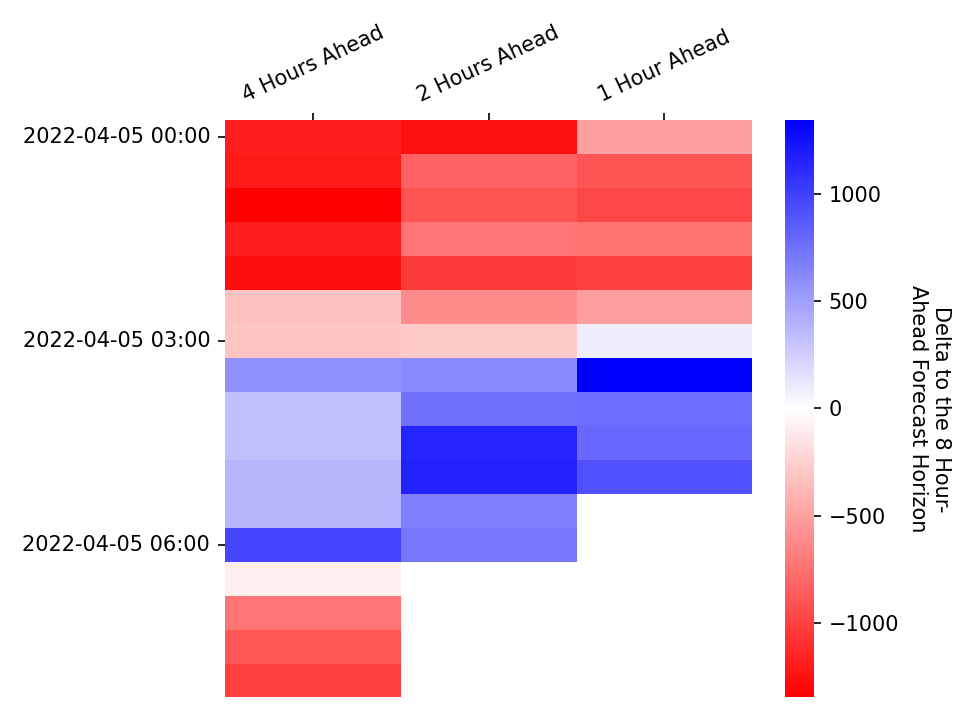 4 Hours Ahead
2 Hours Ahead
1 Hour Ahead
2022-04-05 00:00
2022-04-05 03:00
2022-04-05 06:00
1000
500
0
−500
−1000
Delta to the 8 Hour-
Ahead Forecast Horizon